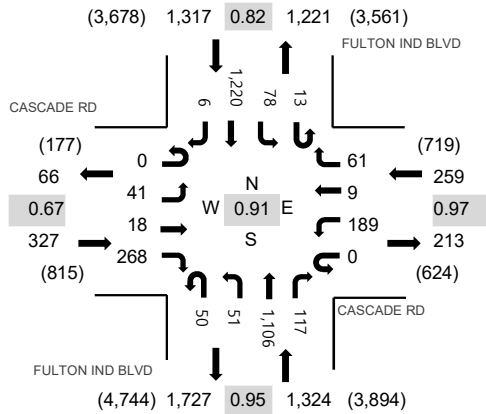 (3,678) 1,317 0.82 1,221 (3,561)
FULTON IND BLVD
CASCADE RD
6 1,220 78 13
(177)
66
0.67
327
(815)
0
41
18
268
N
W 0.91 E
S
61
9
189
0
(719)
259
0.97
213
(624)
50 51 1,106 117
CASCADE RD
FULTON IND BLVD
(4,744) 1,727 0.95 1,324 (3,894)